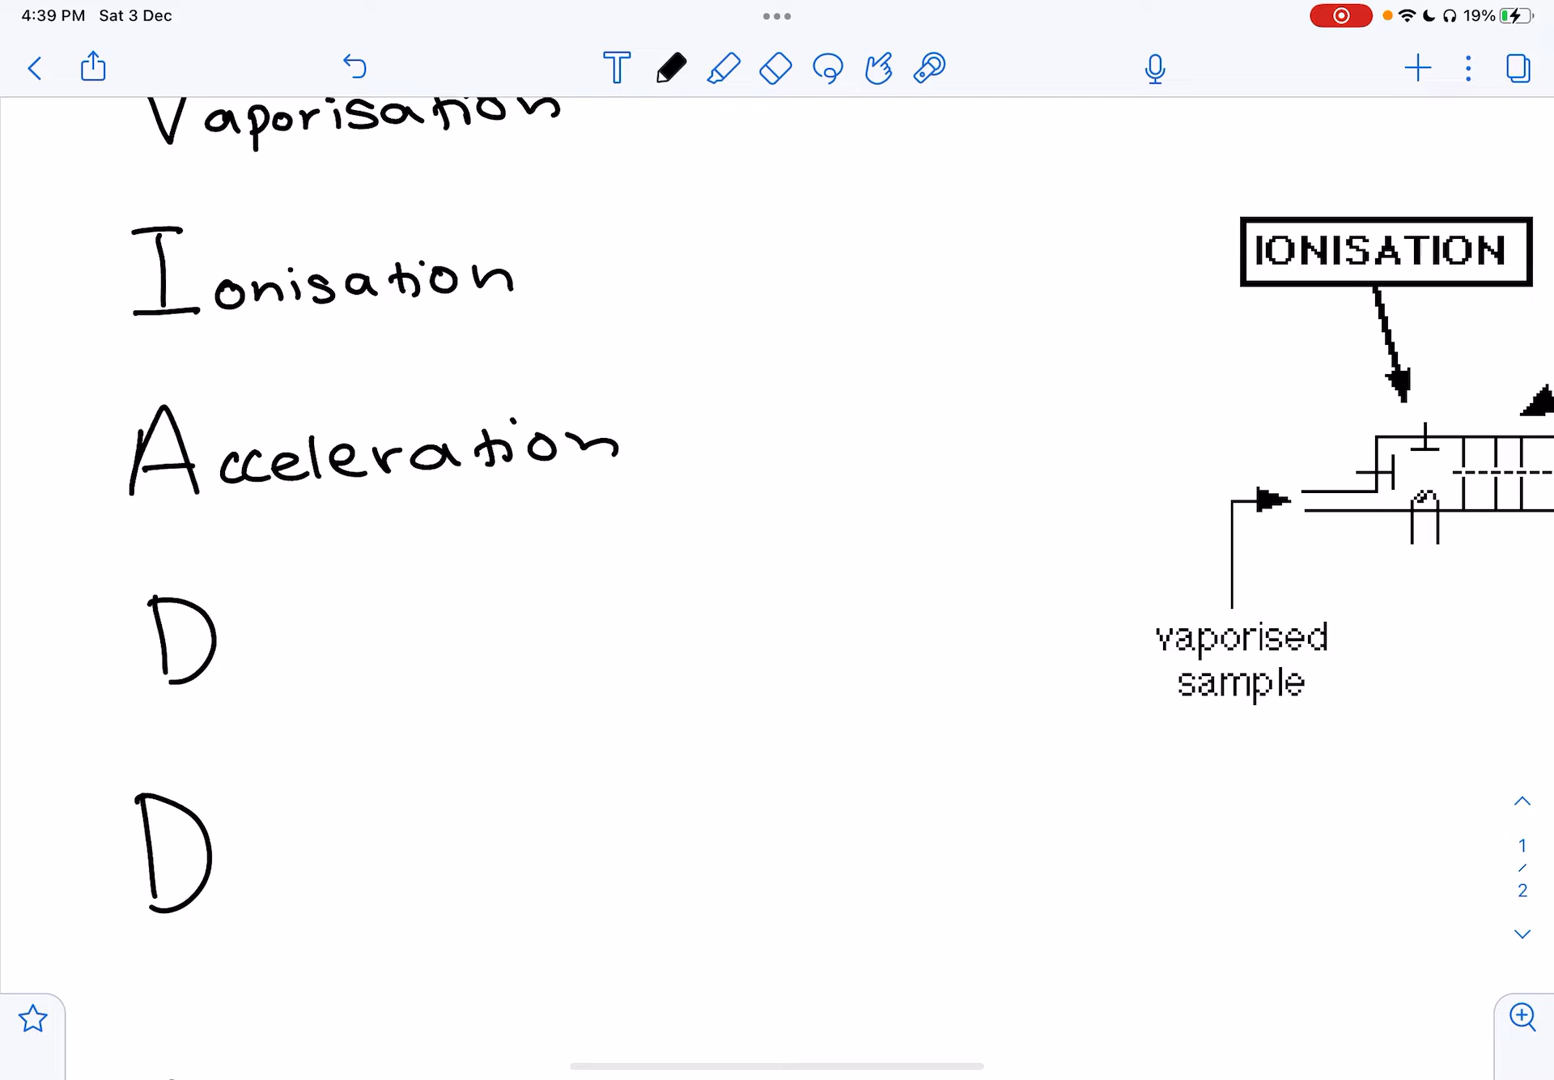 4:39 PM Sat 3 Dec
19%
T
Vaporisation
IONISATION
Ionisation
Acceleration
vaporised
sample
D
D
1
/
2